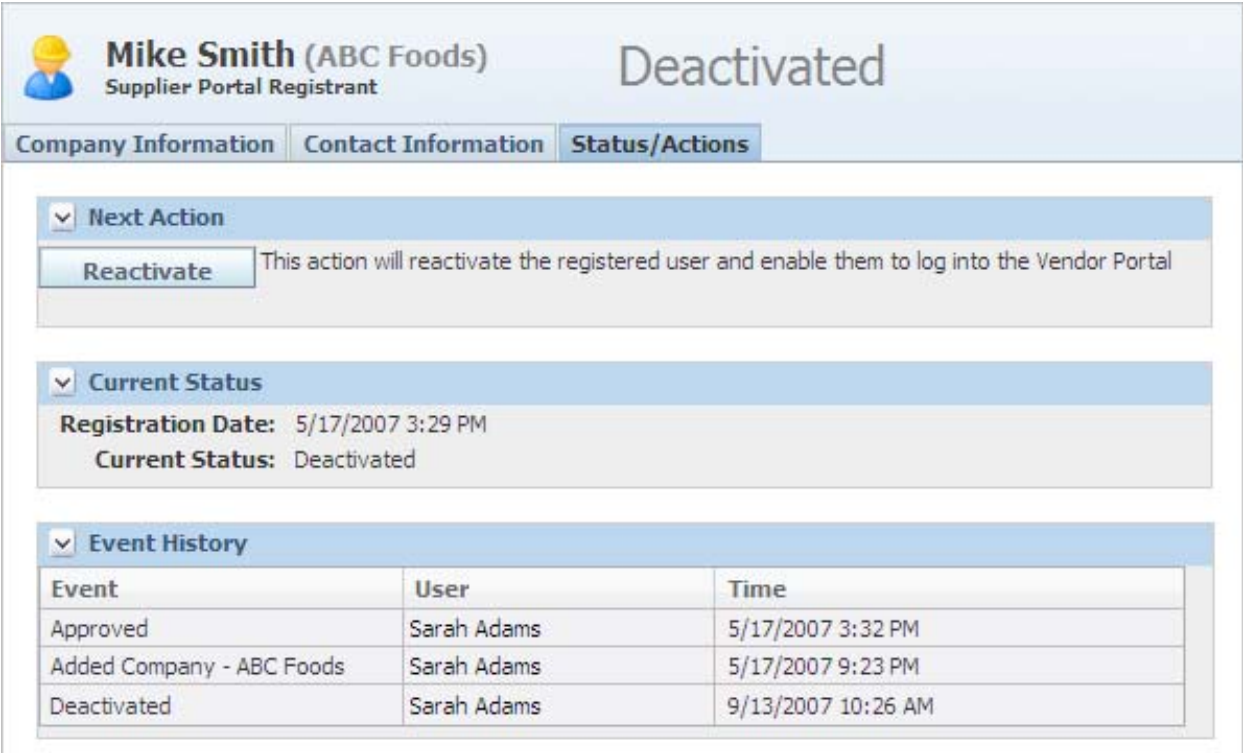 Mike Smith (ABC Foods)
Supplier Portal Registrant
Deactivated
Company Information Contact Information Status/Actions
Next Action
Reactivate This action will reactivate the registered user and enable them to log into the Vendor Portal
Current Status
Registration Date: 5/17/2007 3:29 PM
Current Status: Deactivated
Event History
Event User Time
Approved Sarah Adams 5/17/2007 3:32 PM
Added Company - ABC Foods Sarah Adams 5/17/2007 9:23 PM
Deactivated Sarah Adams 9/13/2007 10:26 AM